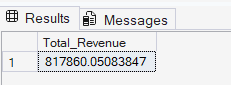 Results Messages
Total_Revenue
1 817860.05083847